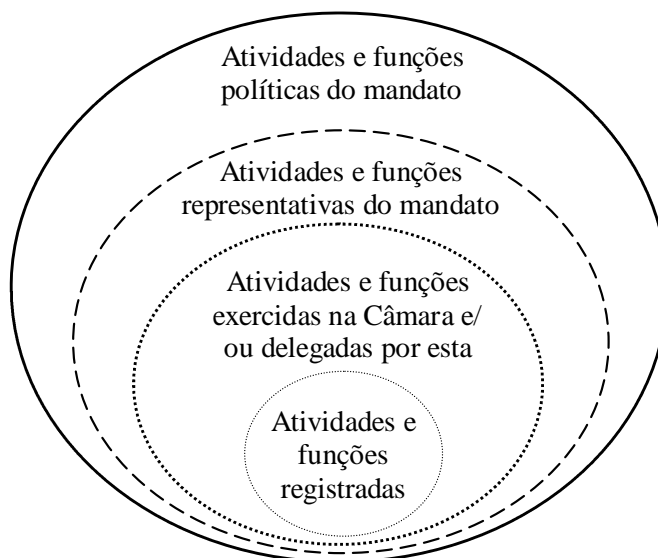 Atividades e funções
políticas do mandato
Atividades e funções
representativas do mandato
Atividades e funções
exercidas na Câmara e/
ou delegadas por esta
Atividades e
funções
registradas